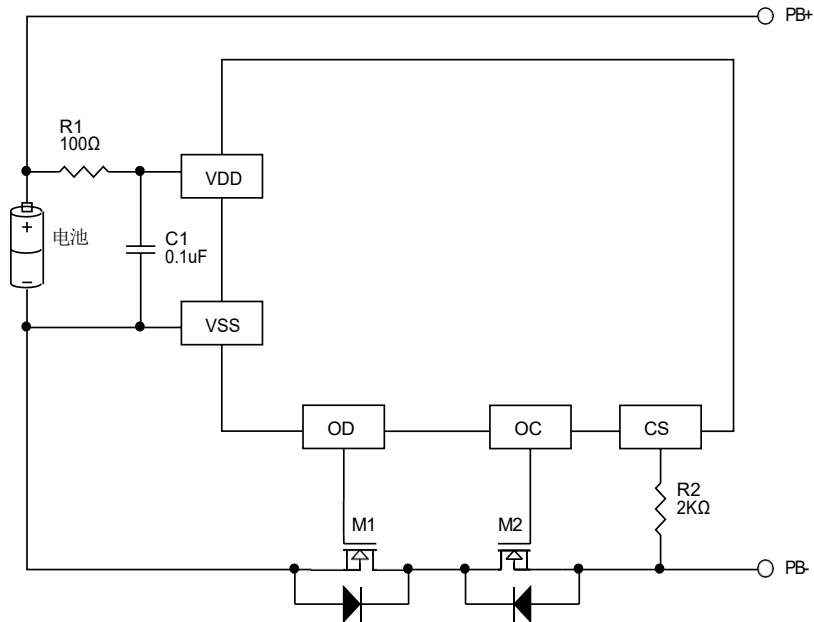 PB+
R1
100Ω
VDD
+
电池
−
C1
0.1uF
VSS
OD
OC
CS
R2
2KΩ
M1
M2
PB-